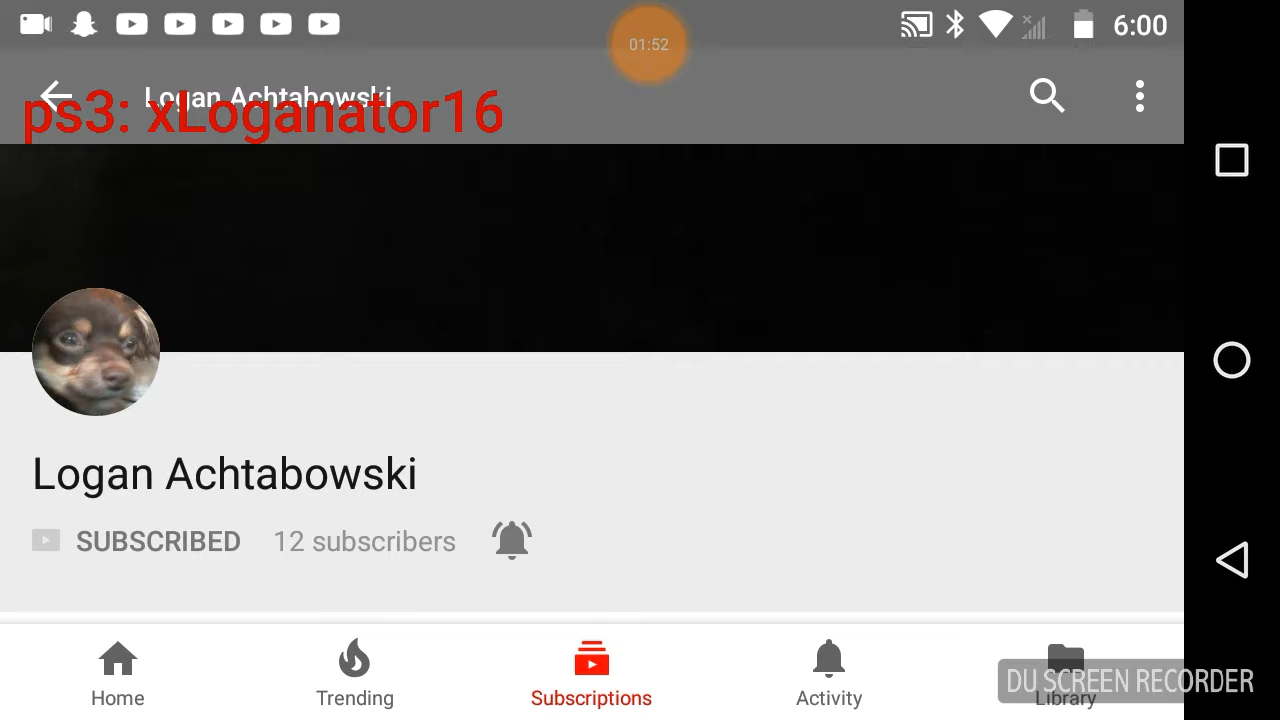 01:52
6:00
Logan Achtabowski
ps3: xLoganator16
Logan Achtabowski
SUBSCRIBED 12 subscribers
Home Trending Subscriptions Activity Library
DU SCREEN RECORDER